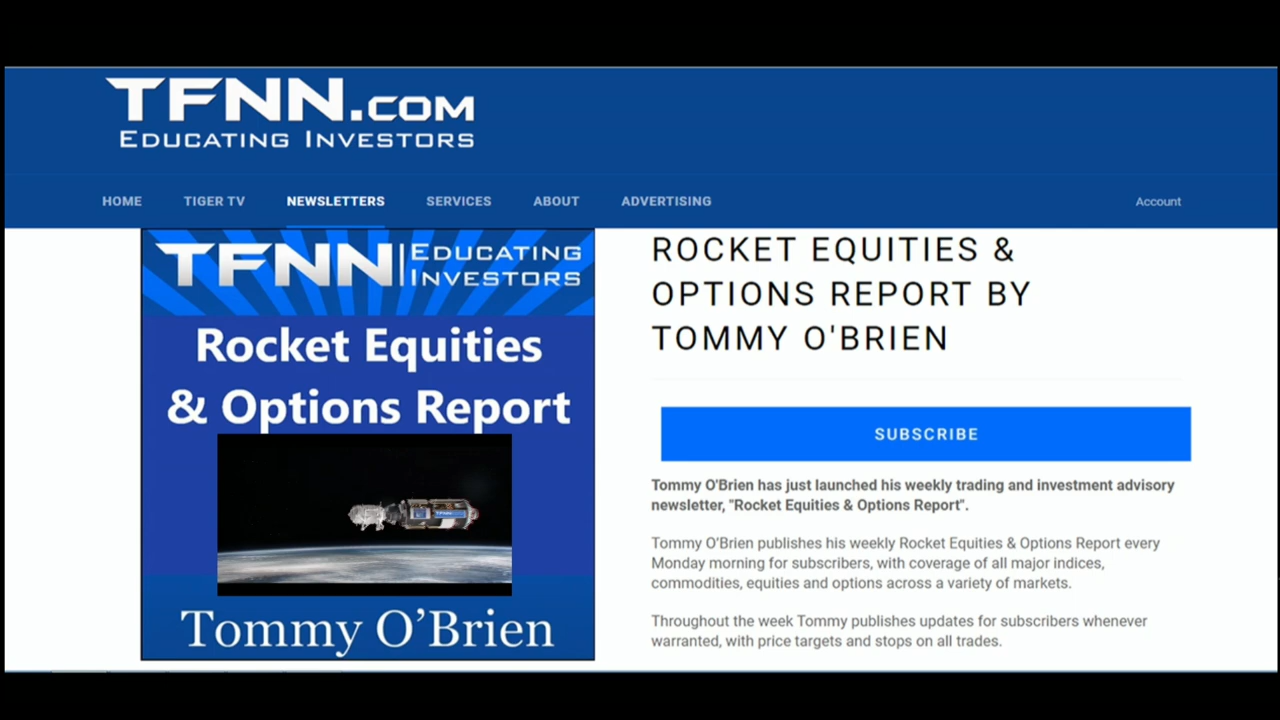 TFNN.COM
EDUCATING INVESTORS
HOME TIGER TV NEWSLETTERS SERVICES ABOUT ADVERTISING Account
TFNN EDUCATING
INVESTORS
Rocket Equities
& Options Report
TFNN
Tommy O’Brien
ROCKET EQUITIES &
OPTIONS REPORT BY
TOMMY O'BRIEN
SUBSCRIBE
Tommy O'Brien has just launched his weekly trading and investment advisory
newsletter, "Rocket Equities & Options Report".
Tommy O’Brien publishes his weekly Rocket Equities & Options Report every
Monday morning for subscribers, with coverage of all major indices,
commodities, equities and options across a variety of markets.
Throughout the week Tommy publishes updates for subscribers whenever
warranted, with price targets and stops on all trades.